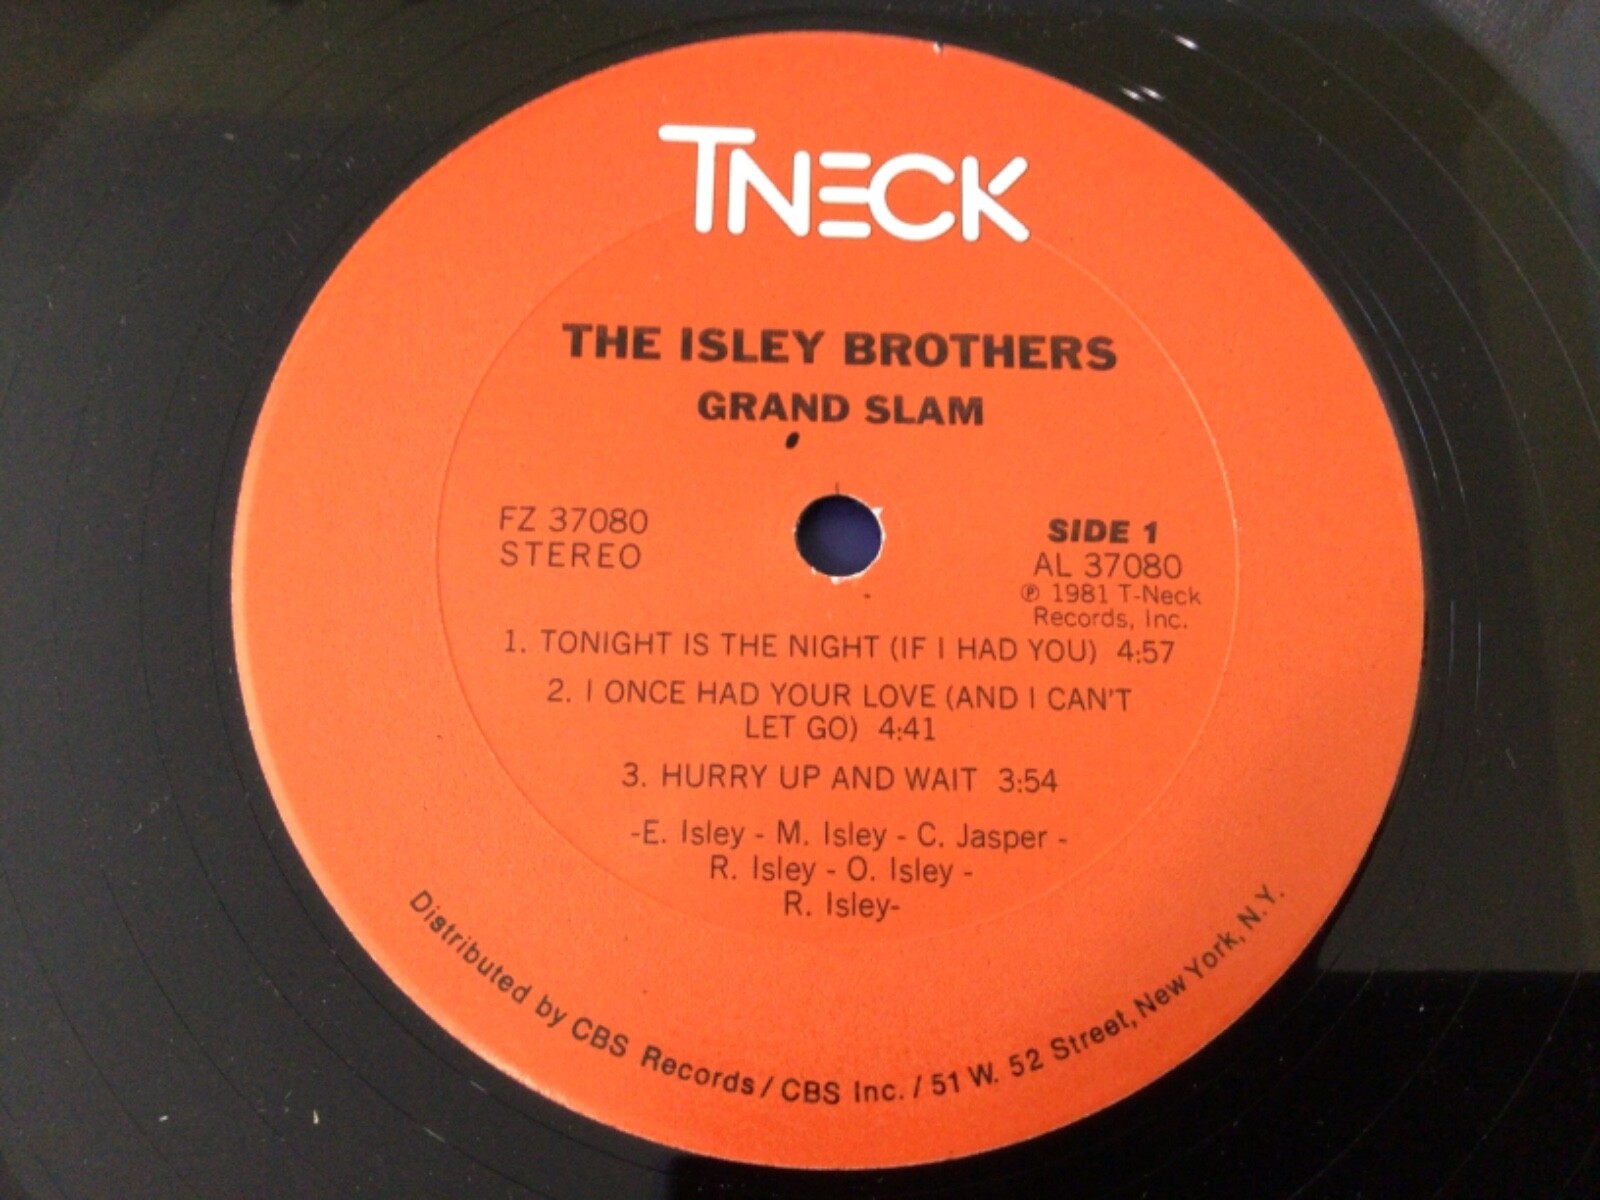 TNECK
THE ISLEY BROTHERS
GRAND SLAM
FZ 37080
STEREO
SIDE 1
AL 37080
℗ 1981 T-Neck
Records, Inc.
1. TONIGHT IS THE NIGHT (IF I HAD YOU) 4:57
2. I ONCE HAD YOUR LOVE (AND I CAN'T
LET GO) 4:41
3. HURRY UP AND WAIT 3:54
-E. Isley - M. Isley - C. Jasper -
R. Isley - O. Isley -
R. Isley-
Distributed by CBS Records / CBS Inc. / 51 W. 52 Street, New York, N.Y.